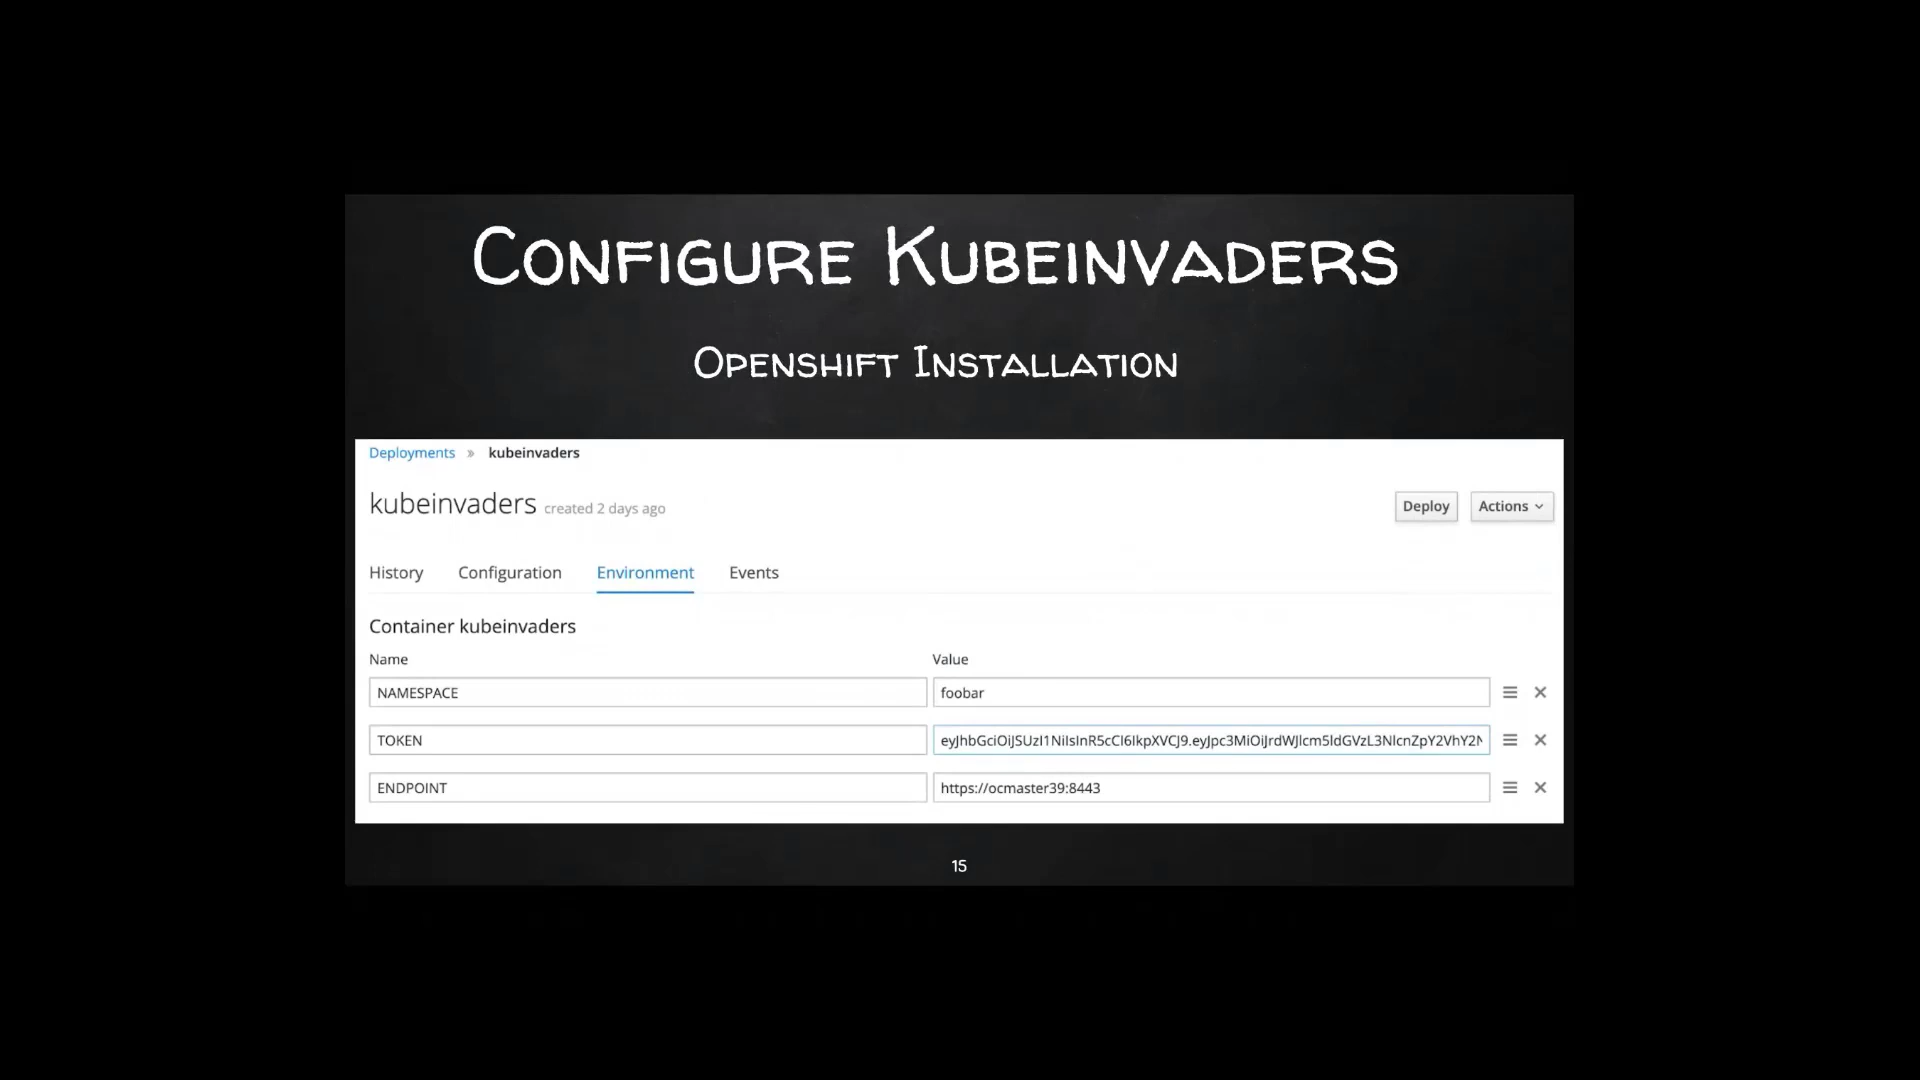 Configure Kubeinvaders
Openshift Installation
Deployments » kubeinvaders
kubeinvaders created 2 days ago
Deploy Actions
History Configuration Environment Events
Container kubeinvaders
Name Value
NAMESPACE foobar
TOKEN eyJhbGciOiJSUzI1NiIsInR5cCI6IkpXVCJ9.eyJpc3MiOiJrdWJlcm5ldGVzL3NlcnZpY2VhY2N
ENDPOINT https://ocmaster39:8443
15